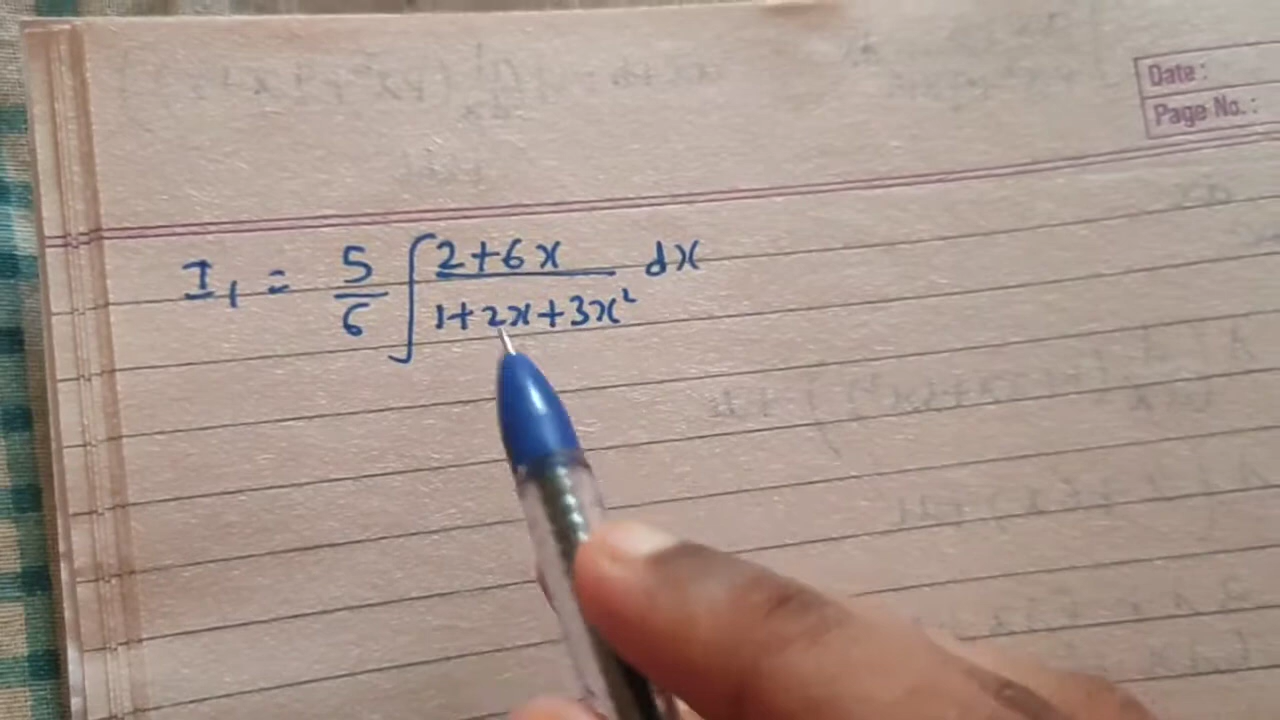 Date :
Page No. :
I₁ = 5/6 ∫ (2+6x)/(1+2x+3x²) dx